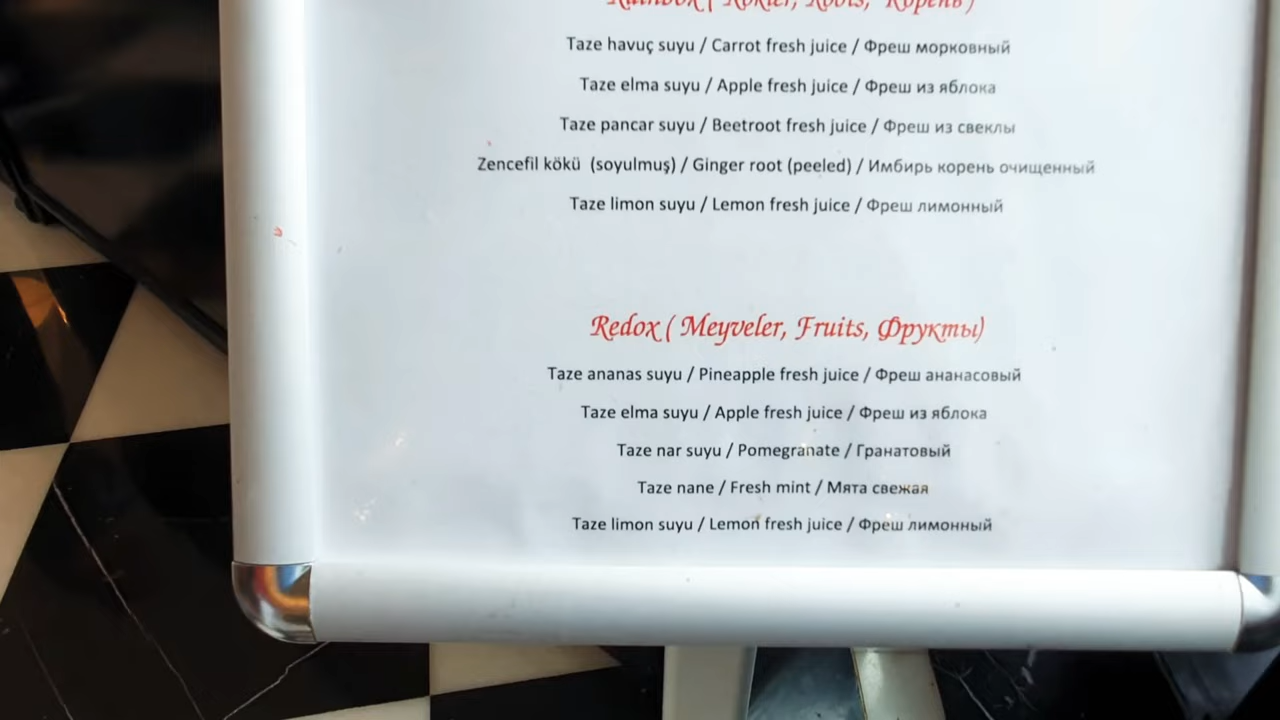 ( Kökler, Roots, Корень)
Taze havuç suyu / Carrot fresh juice / Фреш морковный
Taze elma suyu / Apple fresh juice / Фреш из яблока
Taze pancar suyu / Beetroot fresh juice / Фреш из свеклы
Zencefil kökü (soyulmuş) / Ginger root (peeled) / Имбирь корень очищенный
Taze limon suyu / Lemon fresh juice / Фреш лимонный
Redox ( Meyveler, Fruits, Фрукты)
Taze ananas suyu / Pineapple fresh juice / Фреш ананасовый
Taze elma suyu / Apple fresh juice / Фреш из яблока
Taze nar suyu / Pomegranate / Гранатовый
Taze nane / Fresh mint / Мята свежая
Taze limon suyu / Lemon fresh juice / Фреш лимонный